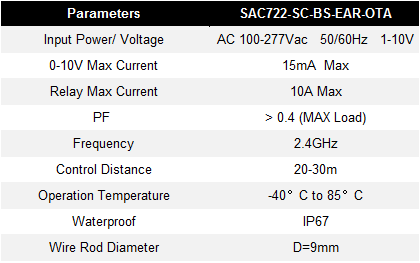 Parameters SAC722-SC-BS-EAR-OTA
Input Power/ Voltage AC 100-277Vac 50/60Hz 1-10V
0-10V Max Current 15mA Max
Relay Max Current 10A Max
PF > 0.4 (MAX Load)
Frequency 2.4GHz
Control Distance 20-30m
Operation Temperature -40° C to 85° C
Waterproof IP67
Wire Rod Diameter D=9mm